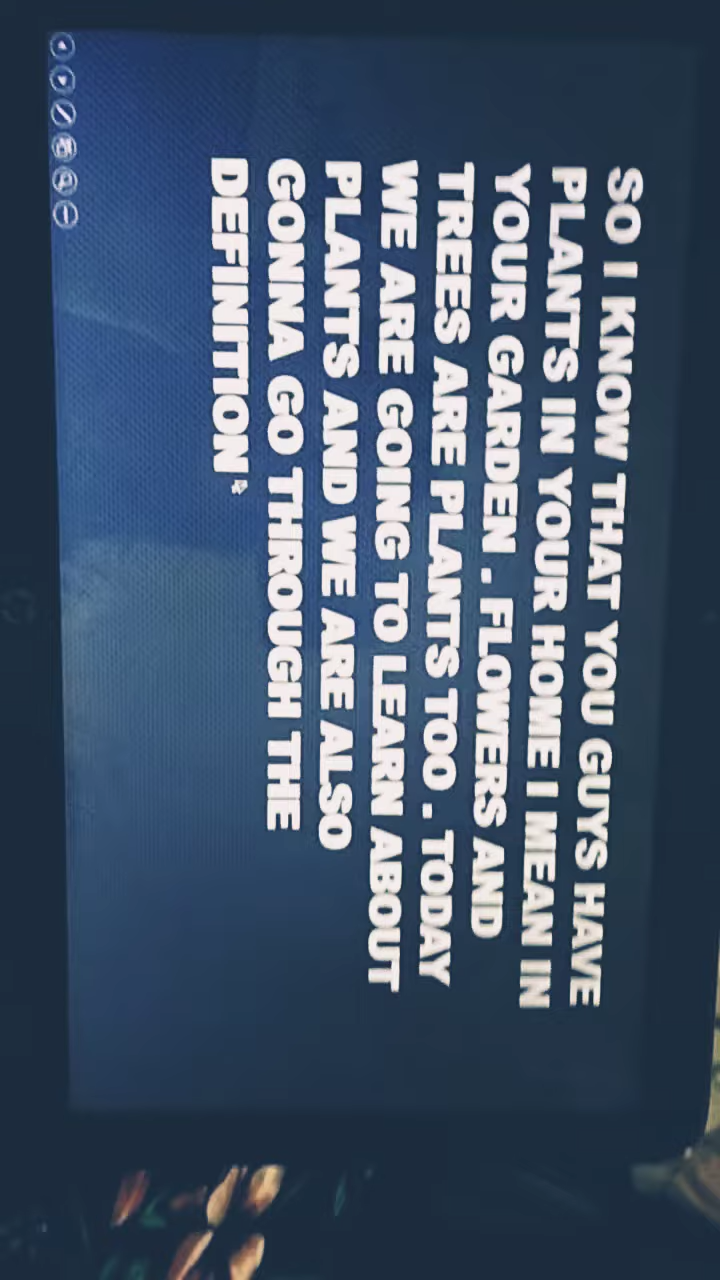 SO I KNOW THAT YOU GUYS HAVE
PLANTS IN YOUR HOME I MEAN IN
YOUR GARDEN . FLOWERS AND
TREES ARE PLANTS TOO . TODAY
WE ARE GOING TO LEARN ABOUT
PLANTS AND WE ARE ALSO
GONNA GO THROUGH THE
DEFINITION